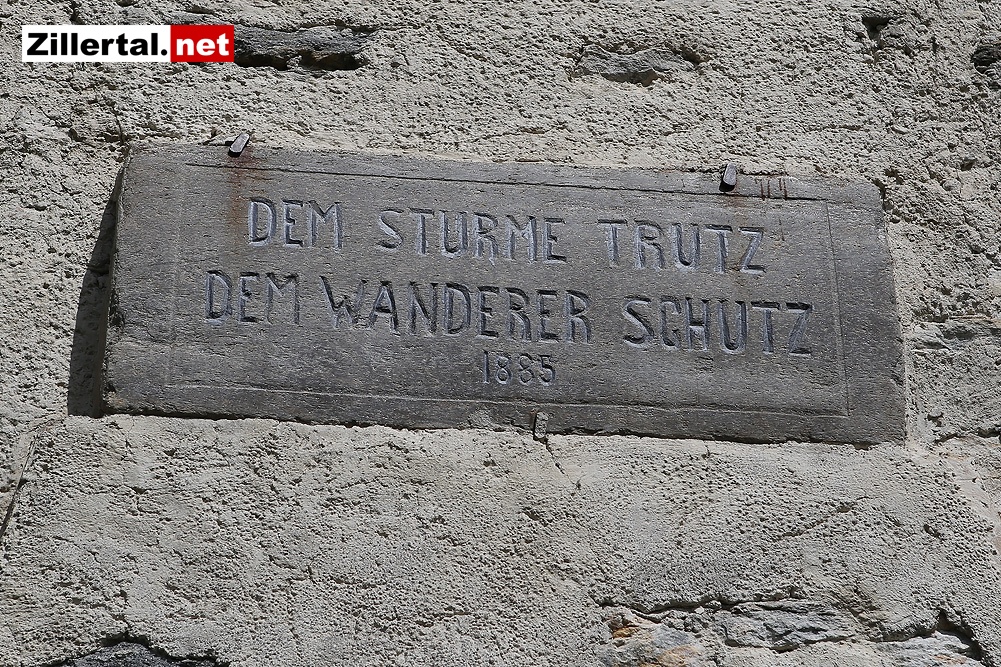 Zillertal.net
DEM STURME TRUTZ
DEM WANDERER SCHUTZ
1885